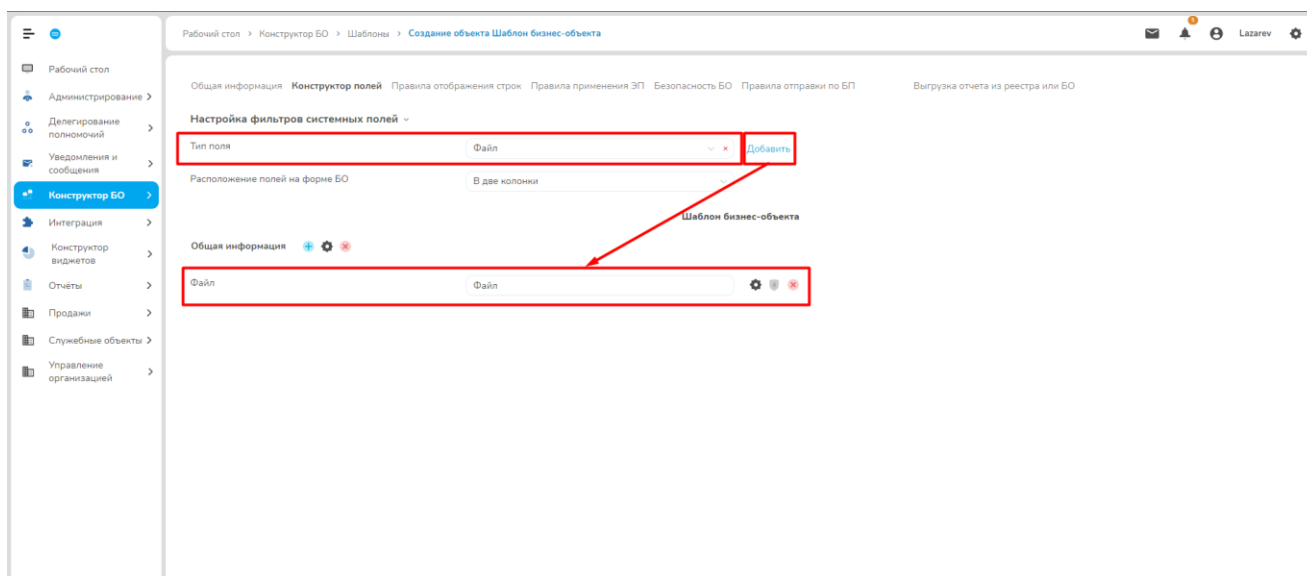 Рабочий стол > Конструктор БО > Шаблоны > Создание объекта Шаблон бизнес-объекта
1
Lazarev
Рабочий стол
Администрирование
Делегирование
полномочий
Уведомления и
сообщения
Конструктор БО
Интеграция
Конструктор
виджетов
Отчёты
Продажи
Служебные объекты
Управление
организацией
Общая информация Конструктор полей Правила отображения строк Правила применения ЭП Безопасность БО Правила отправки по БП Выгрузка отчета из реестра или БО
Настройка фильтров системных полей
Тип поля Файл Добавить
Расположение полей на форме БО В две колонки
Шаблон бизнес-объекта
Общая информация
Файл Файл